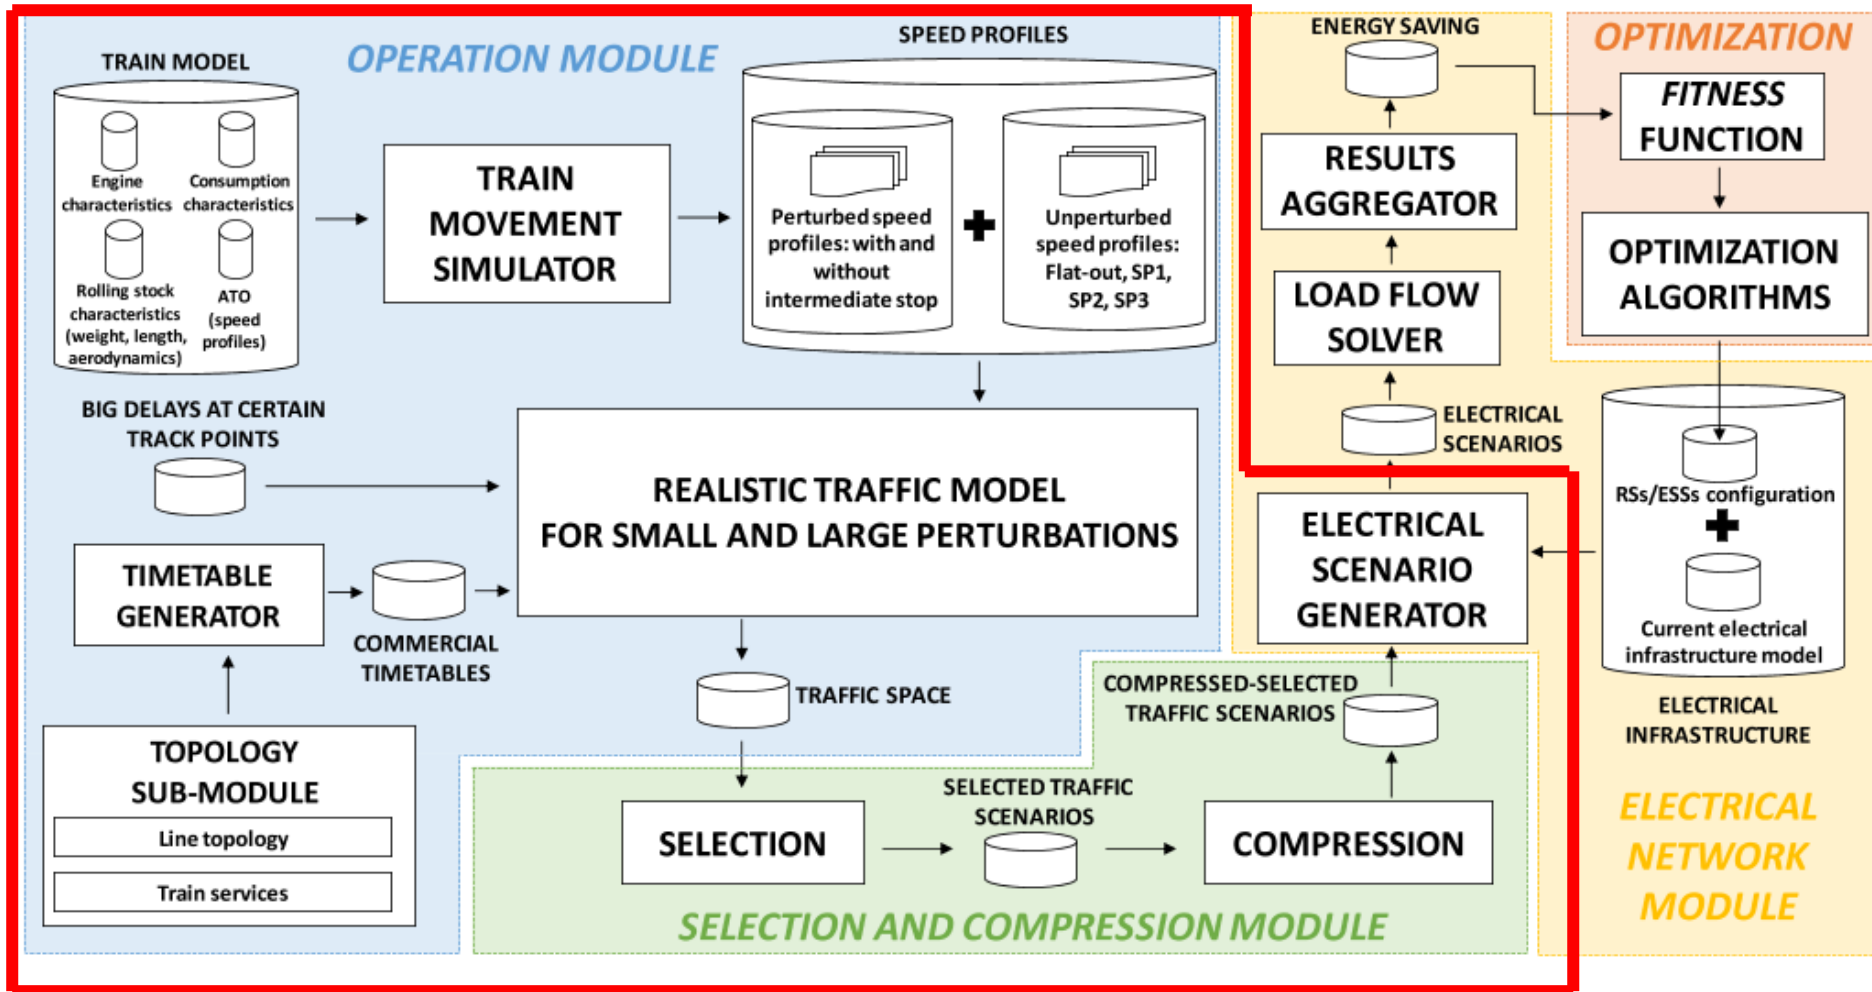 OPERATION MODULE
TRAIN MODEL
Engine
characteristics
Consumption
characteristics
Rolling stock
characteristics
(weight, length,
aerodynamics)
ATO
(speed
profiles)
TRAIN
MOVEMENT
SIMULATOR
SPEED PROFILES
Perturbed speed
profiles: with and
without
intermediate stop
Unperturbed
speed profiles:
Flat-out, SP1,
SP2, SP3
BIG DELAYS AT CERTAIN
TRACK POINTS
REALISTIC TRAFFIC MODEL
FOR SMALL AND LARGE PERTURBATIONS
TIMETABLE
GENERATOR
COMMERCIAL
TIMETABLES
TOPOLOGY
SUB-MODULE
Line topology
Train services
TRAFFIC SPACE
SELECTION
SELECTED TRAFFIC
SCENARIOS
COMPRESSION
COMPRESSED-SELECTED
TRAFFIC SCENARIOS
SELECTION AND COMPRESSION MODULE
ENERGY SAVING
RESULTS
AGGREGATOR
LOAD FLOW
SOLVER
ELECTRICAL
SCENARIOS
ELECTRICAL
SCENARIO
GENERATOR
OPTIMIZATION
FITNESS
FUNCTION
OPTIMIZATION
ALGORITHMS
RSs/ESSs configuration
Current electrical
infrastructure model
ELECTRICAL
INFRASTRUCTURE
ELECTRICAL
NETWORK
MODULE